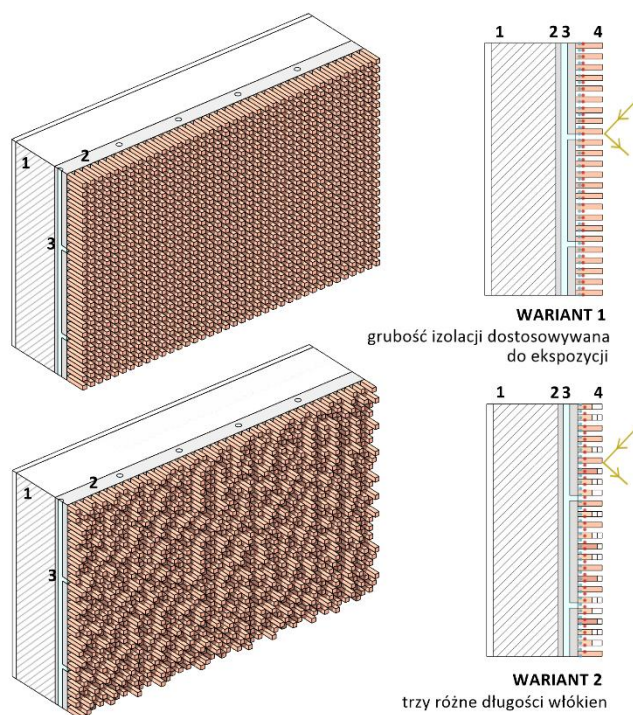 1 2 3 4
2
1
3
WARIANT 1
grubość izolacji dostosowywana
do ekspozycji
1 2 3 4
2
1
3
WARIANT 2
trzy różne długości włókien